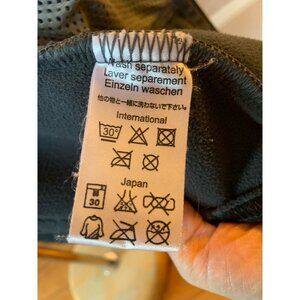 Wash separately
Laver separement
Einzeln waschen
他の物と一緒に洗わないで下さい。
International
30°
Japan
30